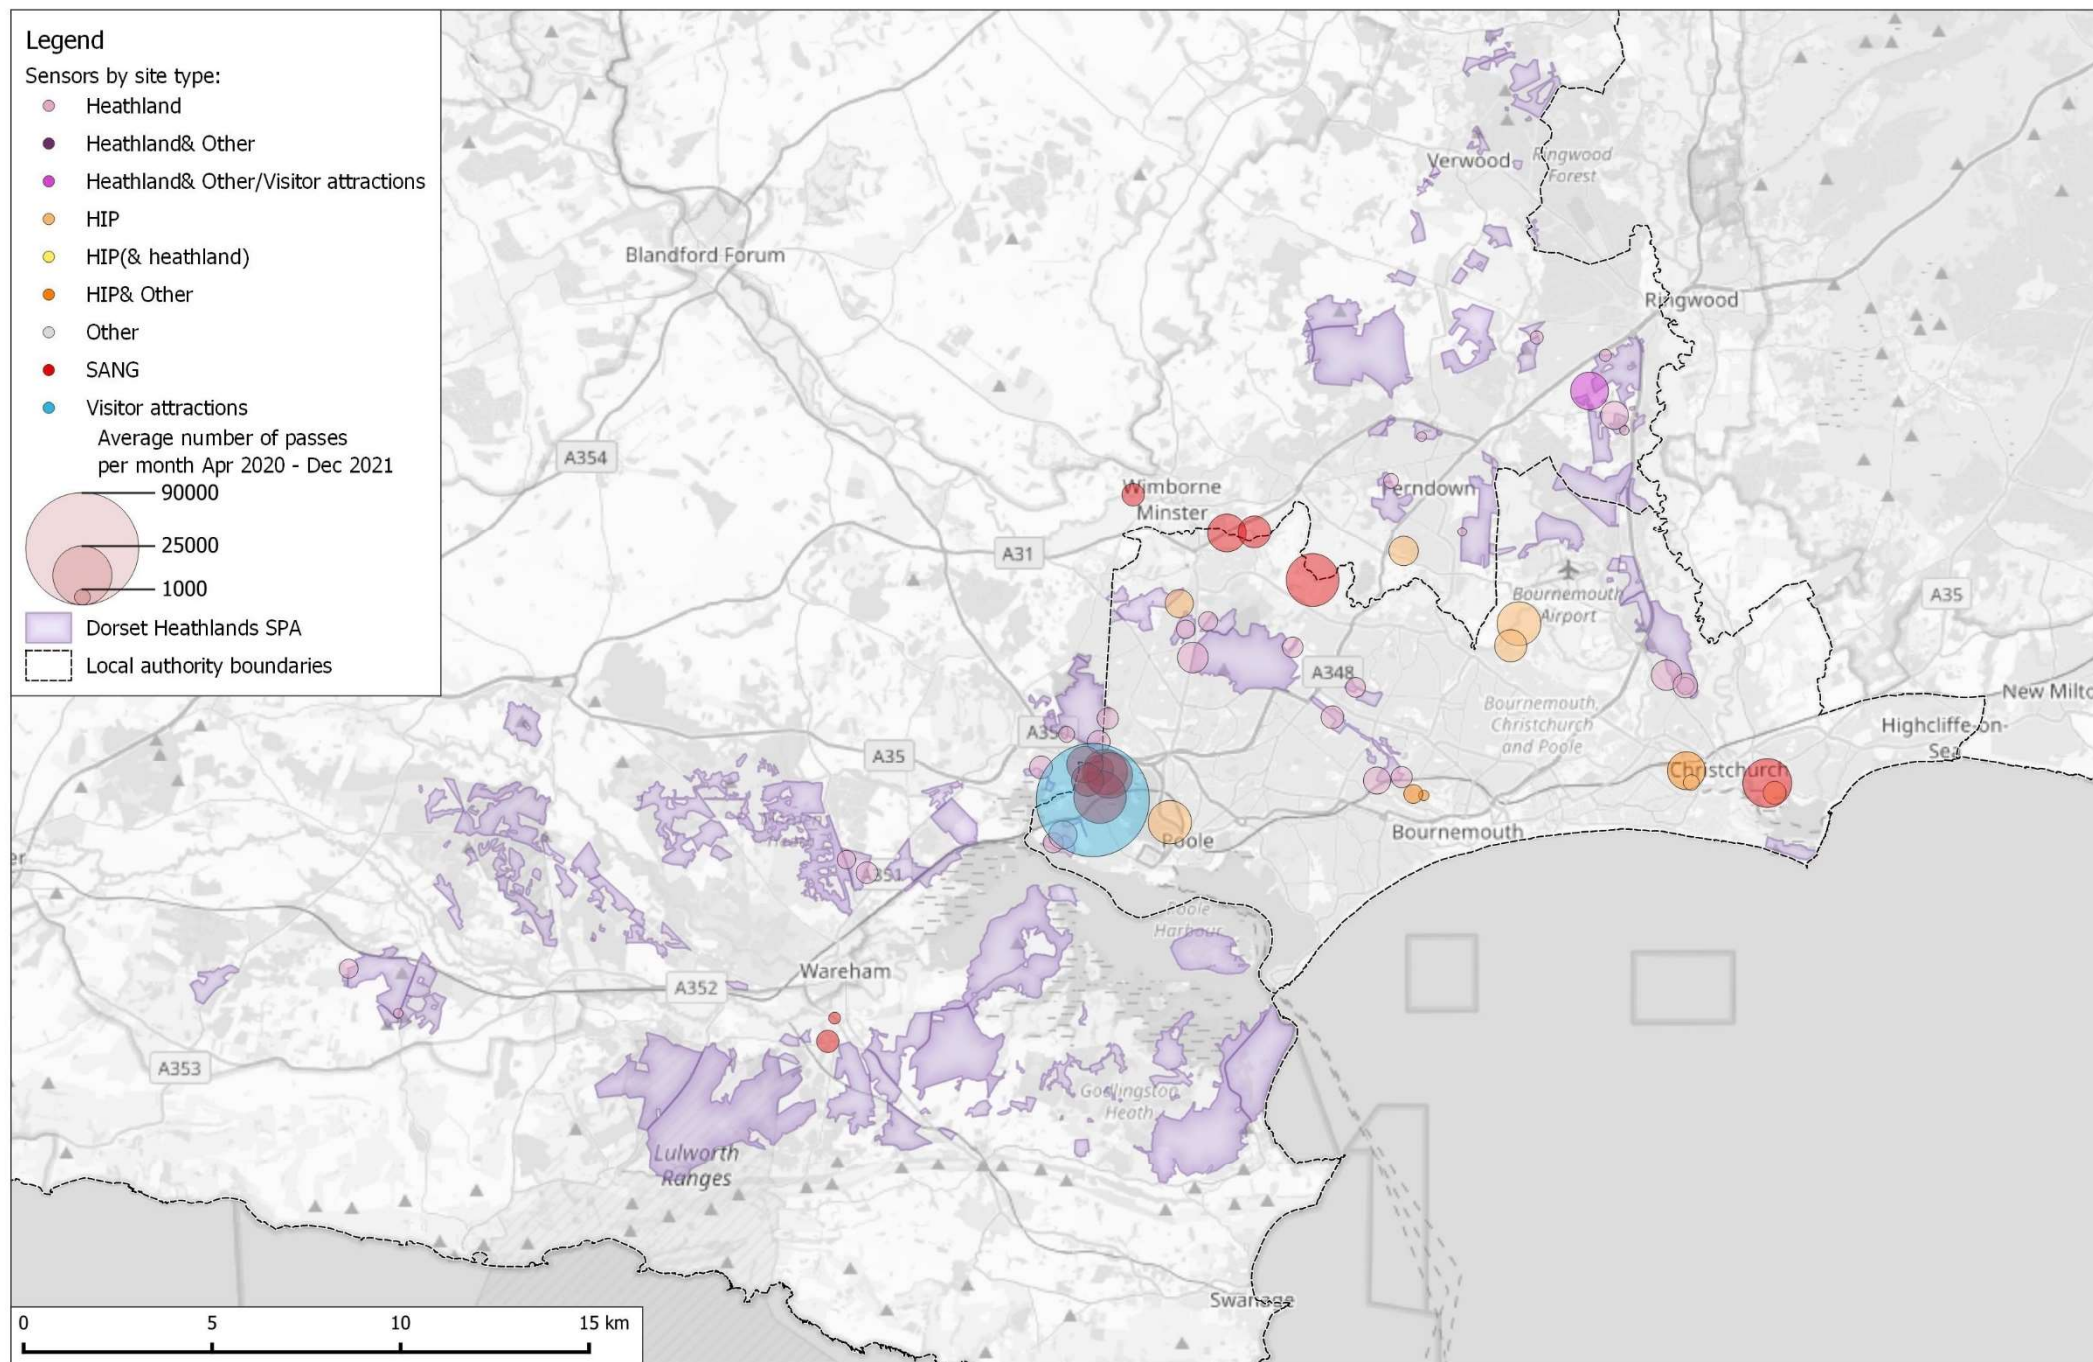 Legend
Sensors by site type:
Heathland
Heathland& Other
Heathland& Other/Visitor attractions
HIP
HIP(& heathland)
HIP& Other
Other
SANG
Visitor attractions
Average number of passes
per month Apr 2020 - Dec 2021
90000
25000
1000
Dorset Heathlands SPA
Local authority boundaries
Verwood
Ringwood
Forest
Blandford Forum
Ringwood
A354
Wimborne
Minster
Ferndown
A31
Bournemouth
Airport
A35
A348
New Milto
Bournemouth,
Christchurch
and Poole
Highcliffe-on-
Sea
A35
A35
Christchurch
Bournemouth
Poole
A351
Poole
Harbour
Wareham
A352
A353
Godlingston
Heath
Lulworth
Ranges
Swanage
0 5 10 15 km